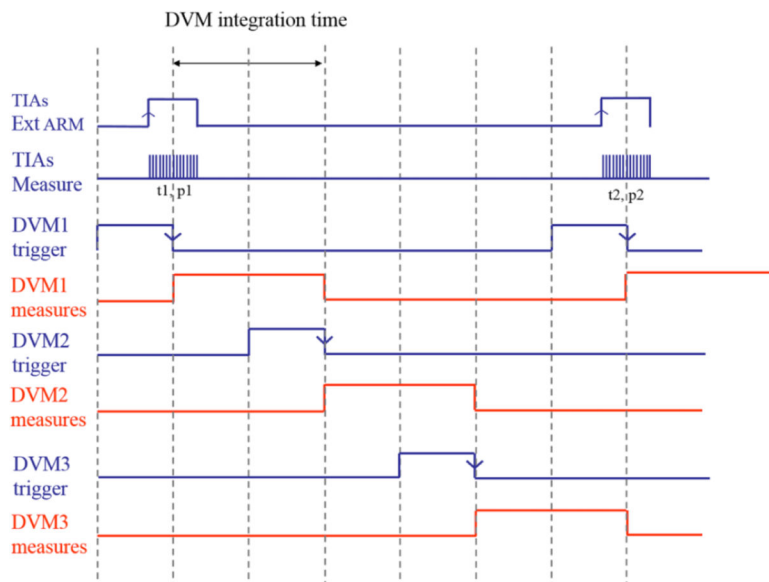 DVM integration time
TIAs
Ext ARM
TIAs
Measure
t1, p1
t2, p2
DVM1
trigger
DVM1
measures
DVM2
trigger
DVM2
measures
DVM3
trigger
DVM3
measures